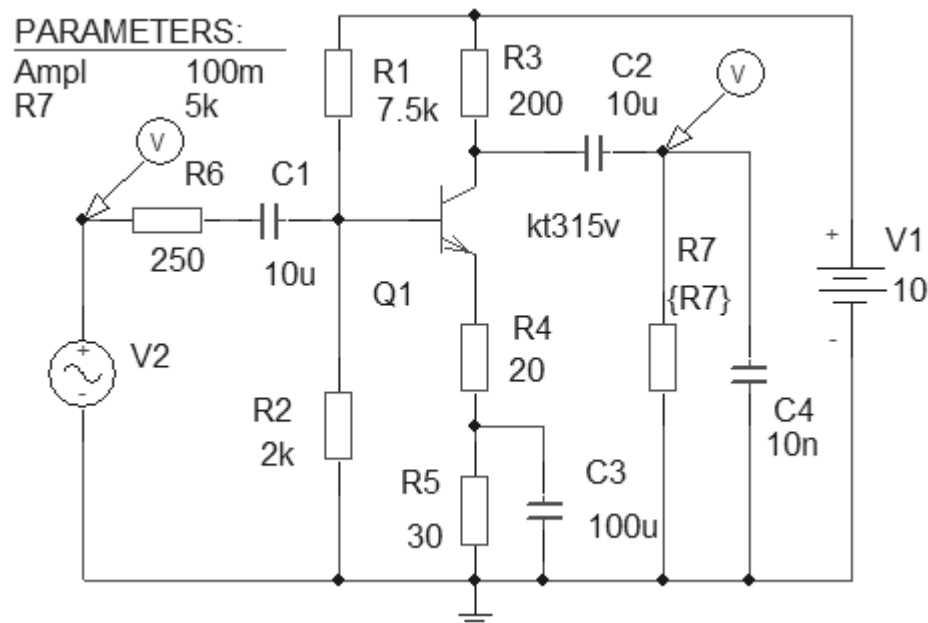 PARAMETERS:
Ampl 100m
R7 5k
R1
7.5k
R3
200
C2
10u
V
V
R6
250
C1
10u
kt315v
Q1
R7
{R7}
+
V1
10
-
+
-
V2
R4
20
R2
2k
C4
10n
R5
30
C3
100u